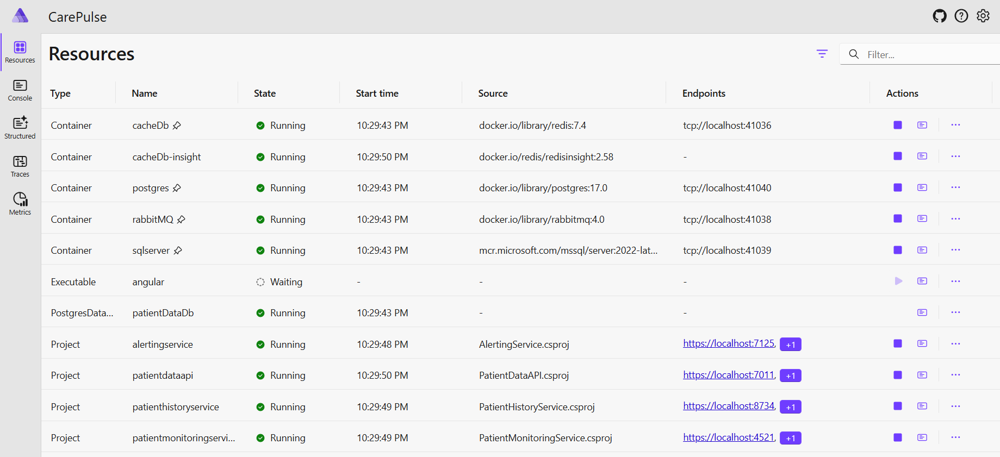 CarePulse
Resources
Filter...
Resources
Console
Structured
Traces
Metrics
Type Name State Start time Source Endpoints Actions
Container cacheDb Running 10:29:43 PM docker.io/library/redis:7.4 tcp://localhost:41036 ...
Container cacheDb-insight Running 10:29:50 PM docker.io/redis/redisinsight:2.58 - ...
Container postgres Running 10:29:43 PM docker.io/library/postgres:17.0 tcp://localhost:41040 ...
Container rabbitMQ Running 10:29:43 PM docker.io/library/rabbitmq:4.0 tcp://localhost:41038 ...
Container sqlserver Running 10:29:43 PM mcr.microsoft.com/mssql/server:2022-lat... tcp://localhost:41039 ...
Executable angular Waiting - - - ...
PostgresData... patientDataDb Running 10:29:43 PM - - ...
Project alertingservice Running 10:29:48 PM AlertingService.csproj https://localhost:7125, +1 ...
Project patientdataapi Running 10:29:50 PM PatientDataAPI.csproj https://localhost:7011, +1 ...
Project patienthistoryservice Running 10:29:49 PM PatientHistoryService.csproj https://localhost:8734, +1 ...
Project patientmonitoringservi... Running 10:29:49 PM PatientMonitoringService.csproj https://localhost:4521, +1 ...